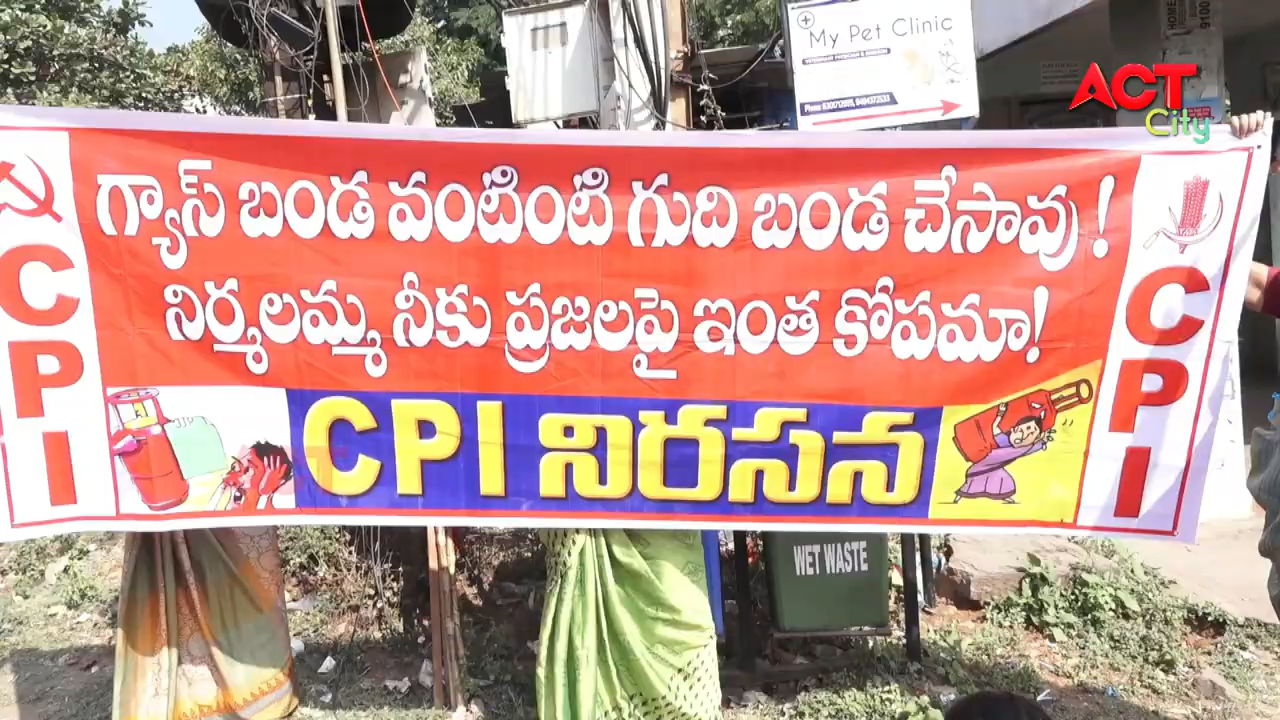 My Pet Clinic
ACT
City
గ్యాస్ బండ వంటింటి గుది బండ చేసావు !
నిర్మలమ్మ నీకు ప్రజలపై ఇంత కోపమా!
CPI
CPI నిరసన
CPI
WET WASTE